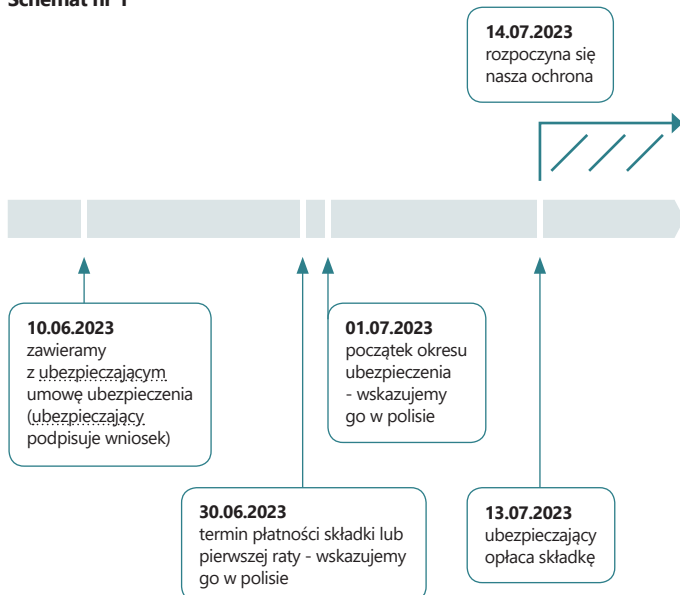 Schemat nr 1
14.07.2023
rozpoczyna się
nasza ochrona
10.06.2023
zawieramy
z ubezpieczającym
umowę ubezpieczenia
(ubezpieczający
podpisuje wniosek)
01.07.2023
początek okresu
ubezpieczenia
- wskazujemy
go w polisie
30.06.2023
termin płatności składki lub
pierwszej raty - wskazujemy
go w polisie
13.07.2023
ubezpieczający
opłaca składkę